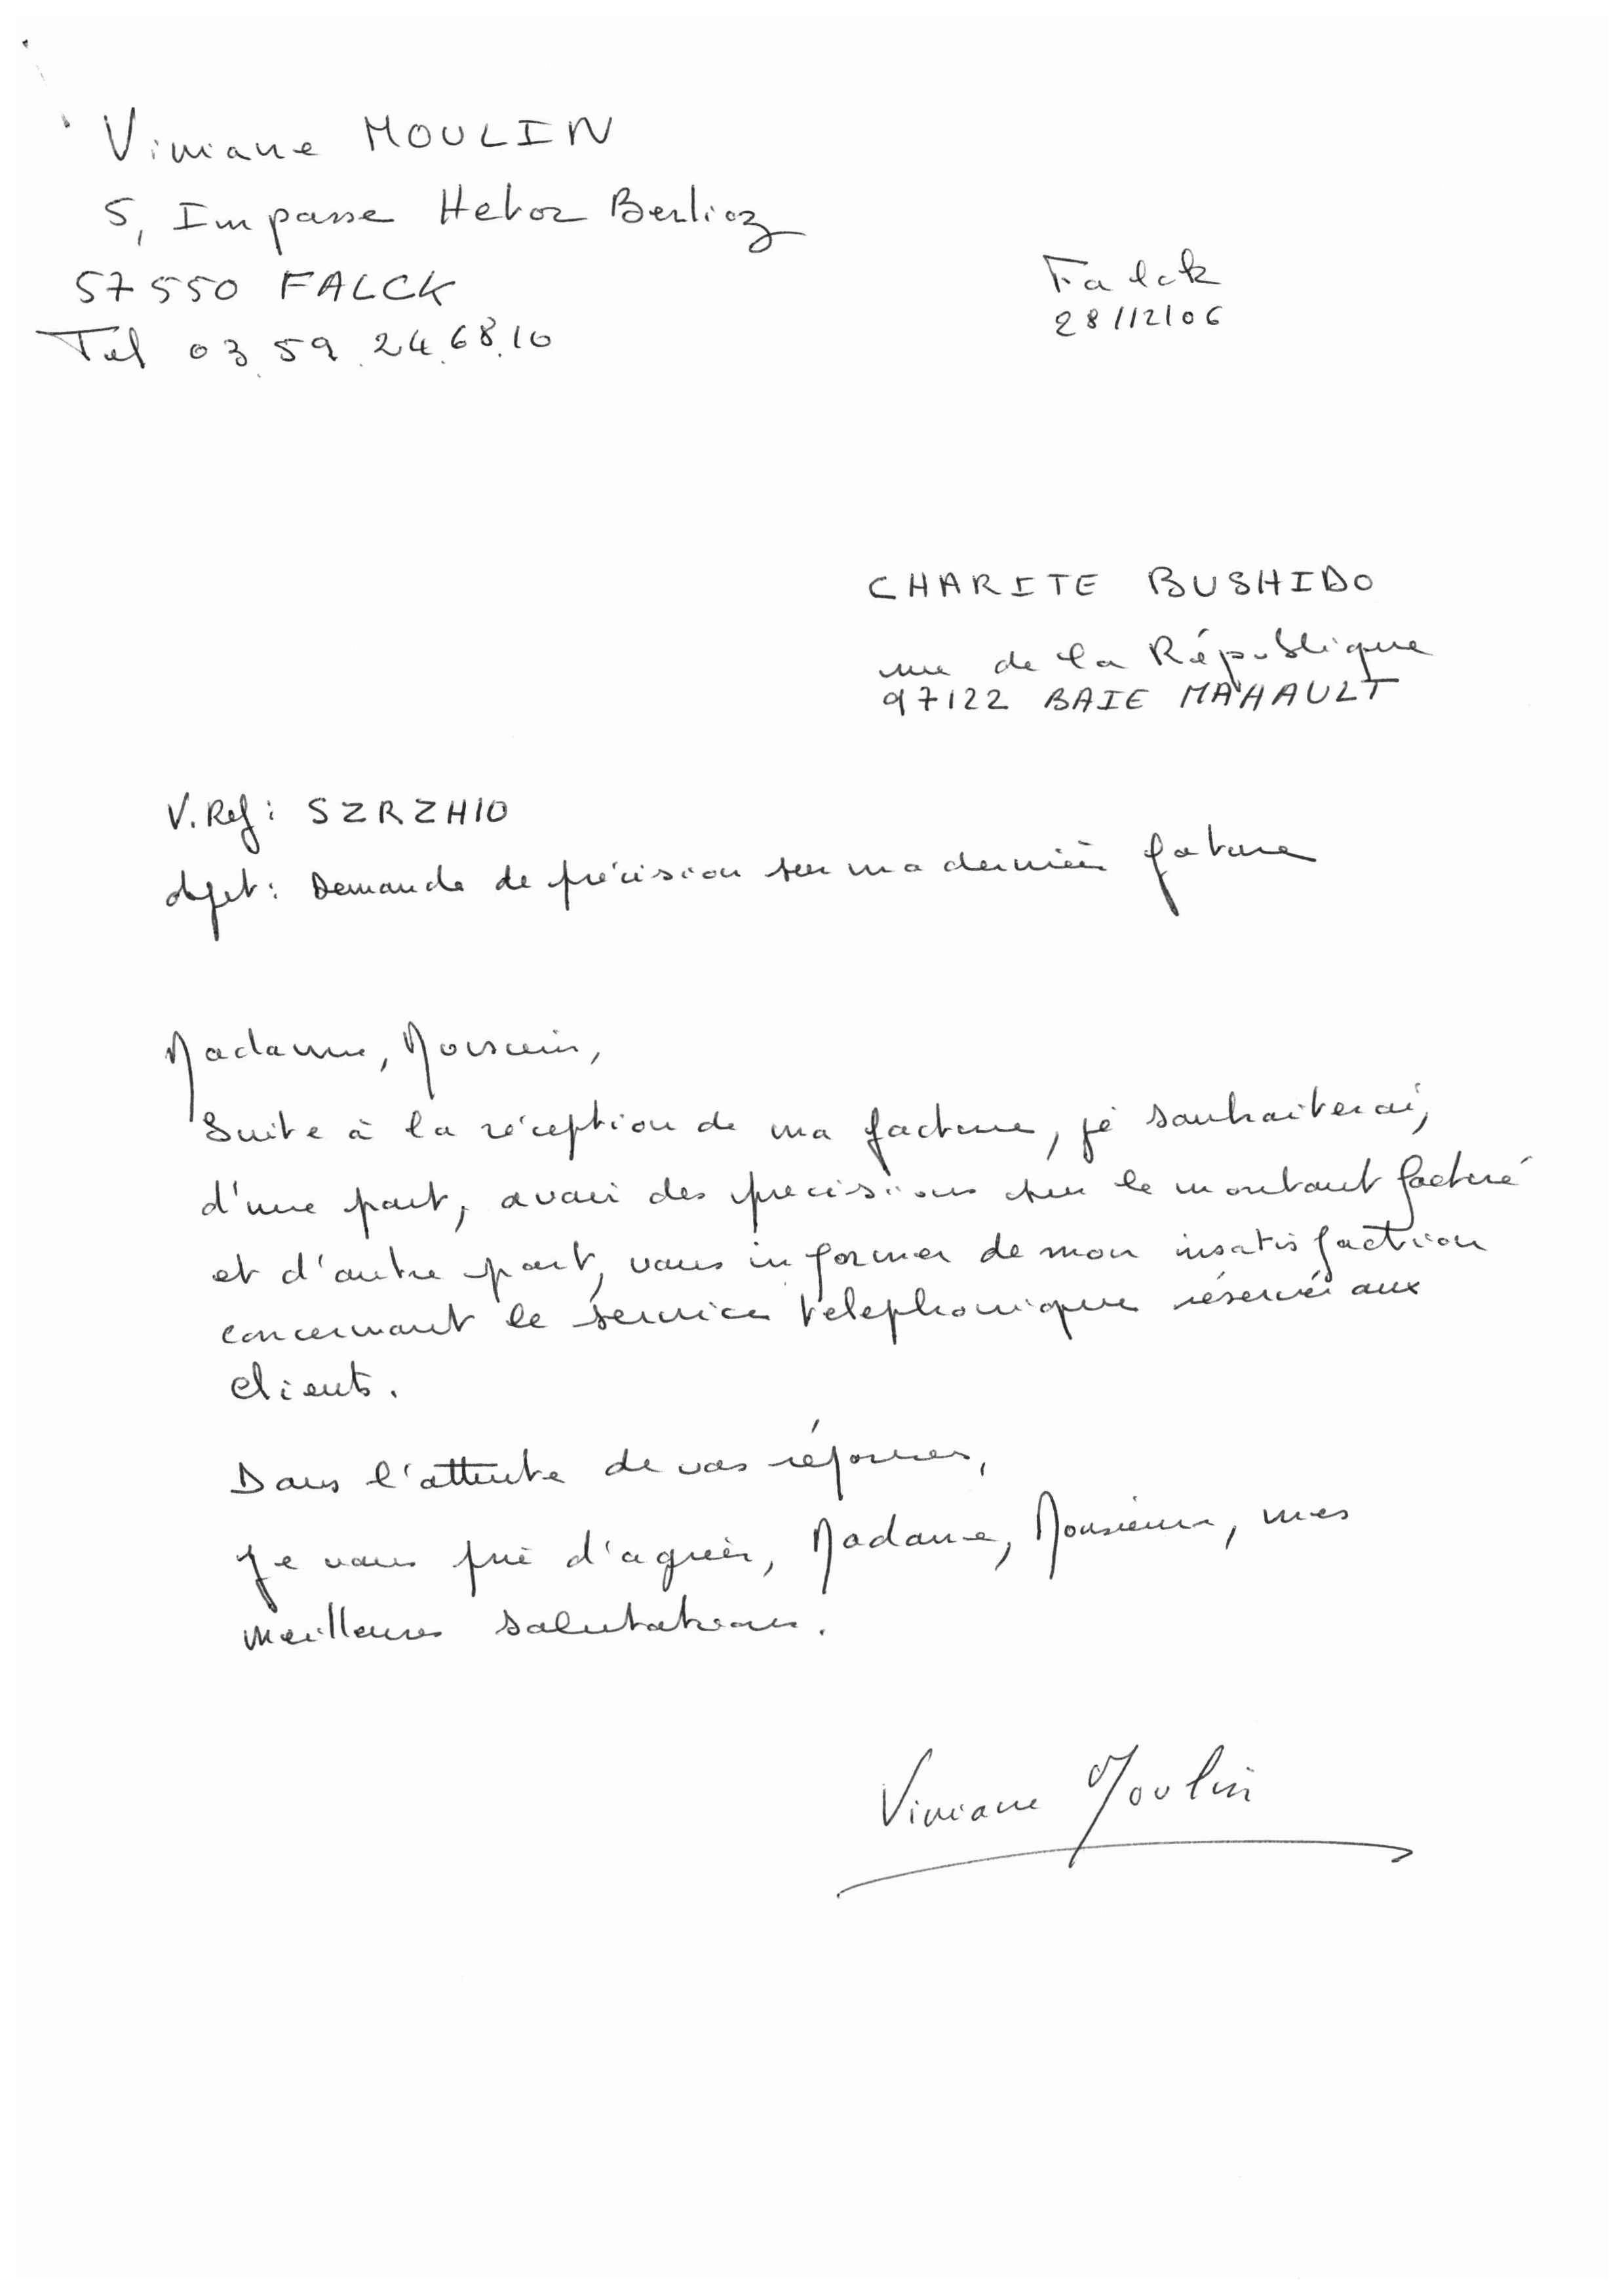 Viviane MOULIN
5, Impasse Hector Berlioz
57550 FALCK
Tel 03.59.24.68.10
Falck
28/12/06
CHARITE BUSHIDO
rue de la République
97122 BAIE MAHAULT
V.Ref: SZRZH10
objet: Demande de précision sur ma dernière facture
Madame, Monsieur,
Suite à la réception de ma facture, je souhaiterai,
d'une part, avoir des precisions sur le montant facturé
et d'autre part, vous informer de mon insatisfaction
concernant le service telephonique réservé aux
clients.
Dans l'attente de vos réponses,
Je vous prie d'agréer, Madame, Monsieur, mes
meilleures salutations.
Viviane Moulin